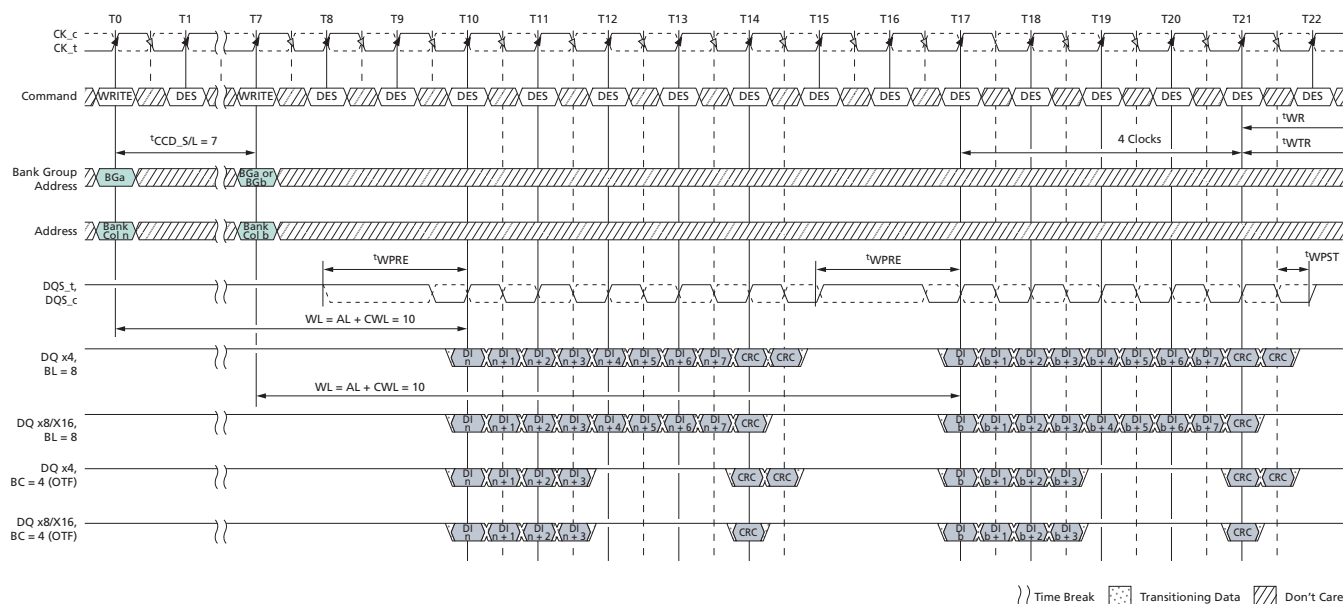 T0 T1 T7 T8 T9 T10 T11 T12 T13 T14 T15 T16 T17 T18 T19 T20 T21 T22
CK_c
CK_t
Command WRITE DES WRITE DES DES DES DES DES DES DES DES DES DES DES DES DES DES DES
tWR
tCCD_S/L = 7 4 Clocks tWTR
Bank Group
Address
BGa
BGa or
BGb
Address
Bank
Col n
Bank
Col b
tWPRE tWPRE tWPST
DQS_t,
DQS_c
WL = AL + CWL = 10
DQ x4,
BL = 8
DI DI DI DI DI DI DI DI CRC CRC DI DI DI DI DI DI DI DI CRC CRC
n n + 1 n + 2 n + 3 n + 4 n + 5 n + 6 n + 7 b b + 1 b + 2 b + 3 b + 4 b + 5 b + 6 b + 7
WL = AL + CWL = 10
DQ x8/X16,
BL = 8
DI DI DI DI DI DI DI DI CRC DI DI DI DI DI DI DI DI CRC
n n + 1 n + 2 n + 3 n + 4 n + 5 n + 6 n + 7 b b + 1 b + 2 b + 3 b + 4 b + 5 b + 6 b + 7
DQ x4,
BC = 4 (OTF)
DI DI DI DI CRC CRC DI DI DI DI CRC CRC
n n + 1 n + 2 n + 3 b b + 1 b + 2 b + 3
DQ x8/X16,
BC = 4 (OTF)
DI DI DI DI CRC DI DI DI DI CRC
n n + 1 n + 2 n + 3 b b + 1 b + 2 b + 3
Time Break Transitioning Data Don't Care